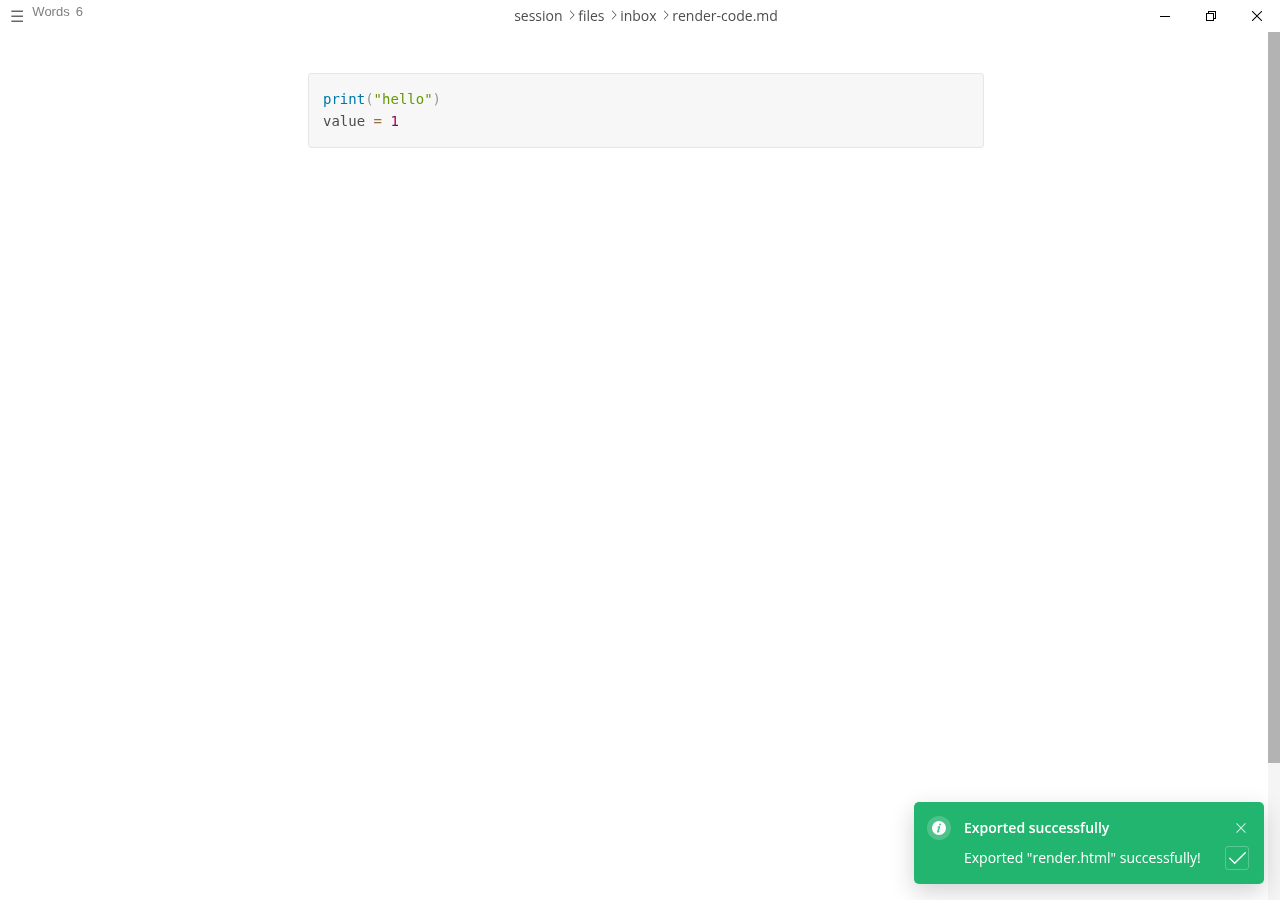 Words 6
session > files > inbox > render-code.md
print("hello")
value = 1
Exported successfully
Exported "render.html" successfully!